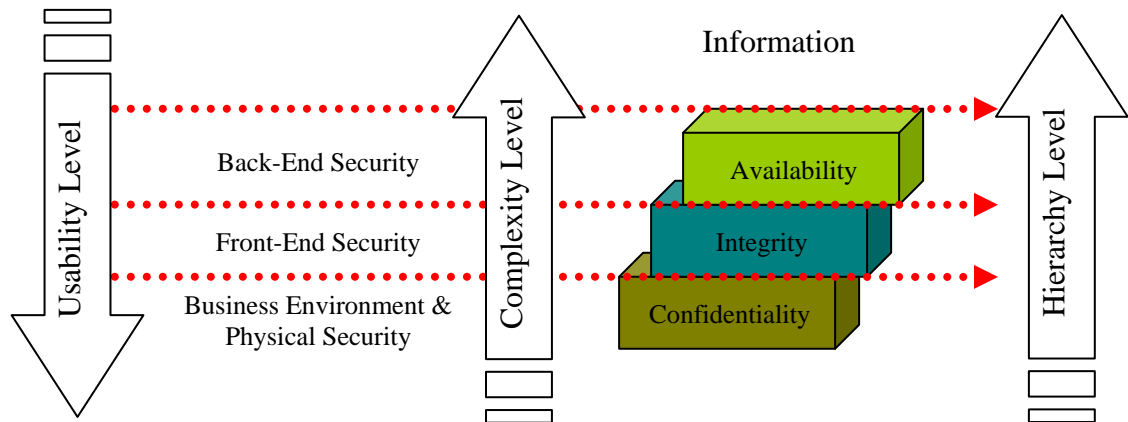 Information
Usability Level
Back-End Security
Front-End Security
Business Environment &
Physical Security
Complexity Level
Availability
Integrity
Confidentiality
Hierarchy Level